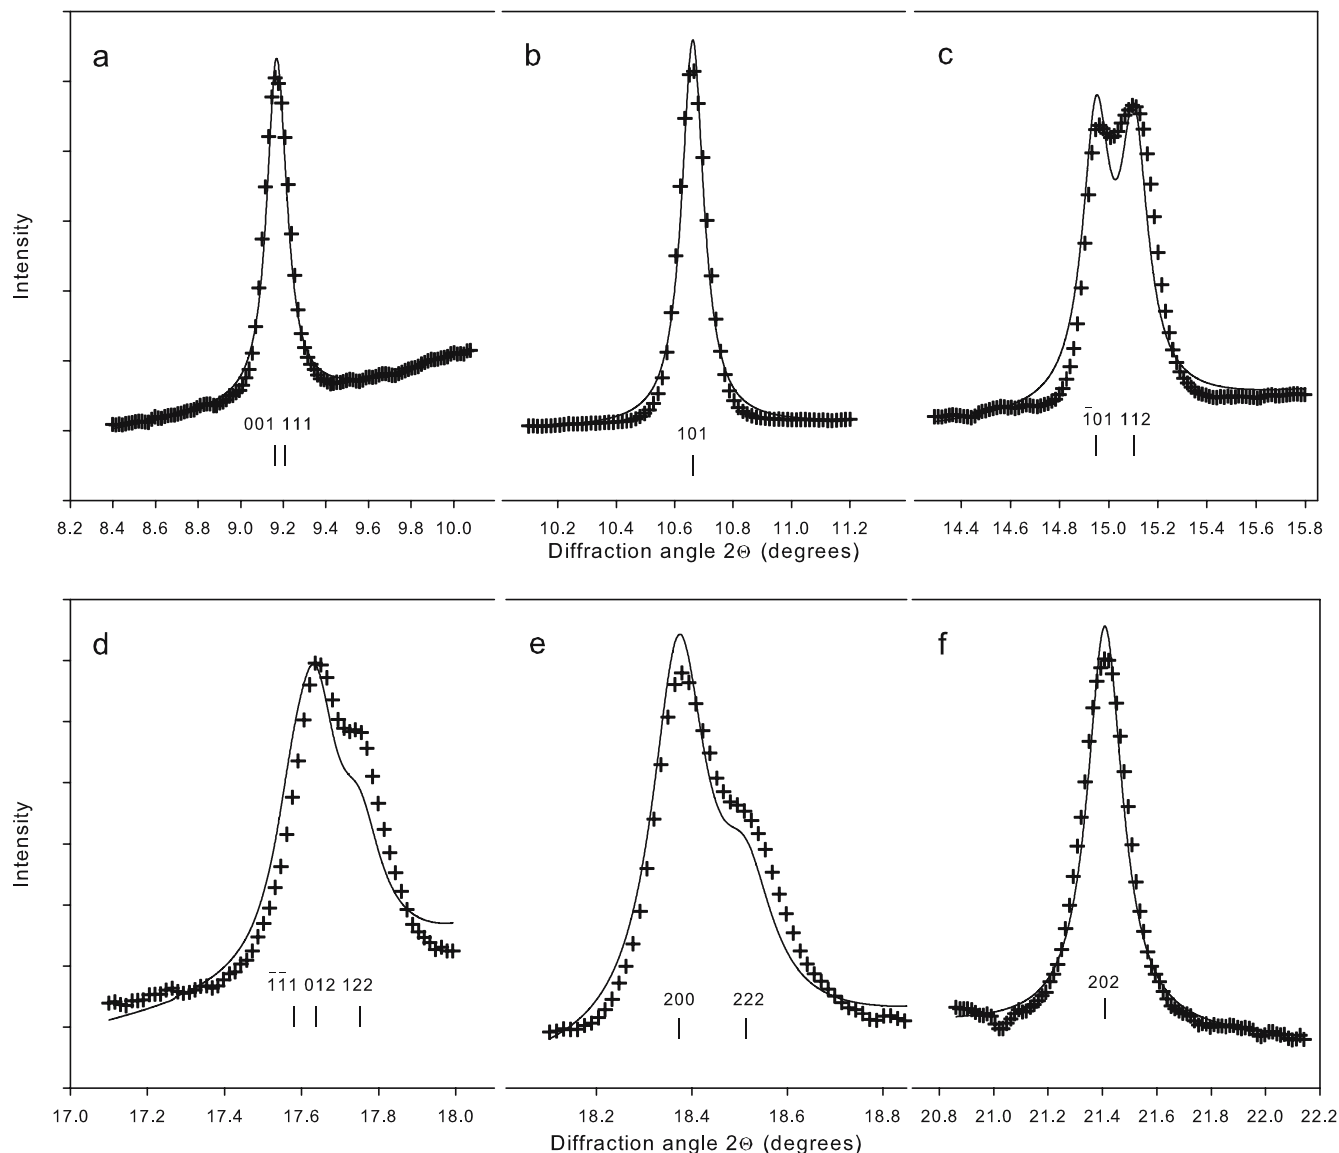 a
b
c
Intensity
001 111
101
1̅01 112
8.2 8.4 8.6 8.8 9.0 9.2 9.4 9.6 9.8 10.0
10.2 10.4 10.6 10.8 11.0 11.2
14.4 14.6 14.8 15.0 15.2 15.4 15.6 15.8
Diffraction angle 2Θ (degrees)
d
e
f
Intensity
1̅1̅1 012 122
200 222
202
17.0 17.2 17.4 17.6 17.8 18.0
18.2 18.4 18.6 18.8
20.8 21.0 21.2 21.4 21.6 21.8 22.0 22.2
Diffraction angle 2Θ (degrees)